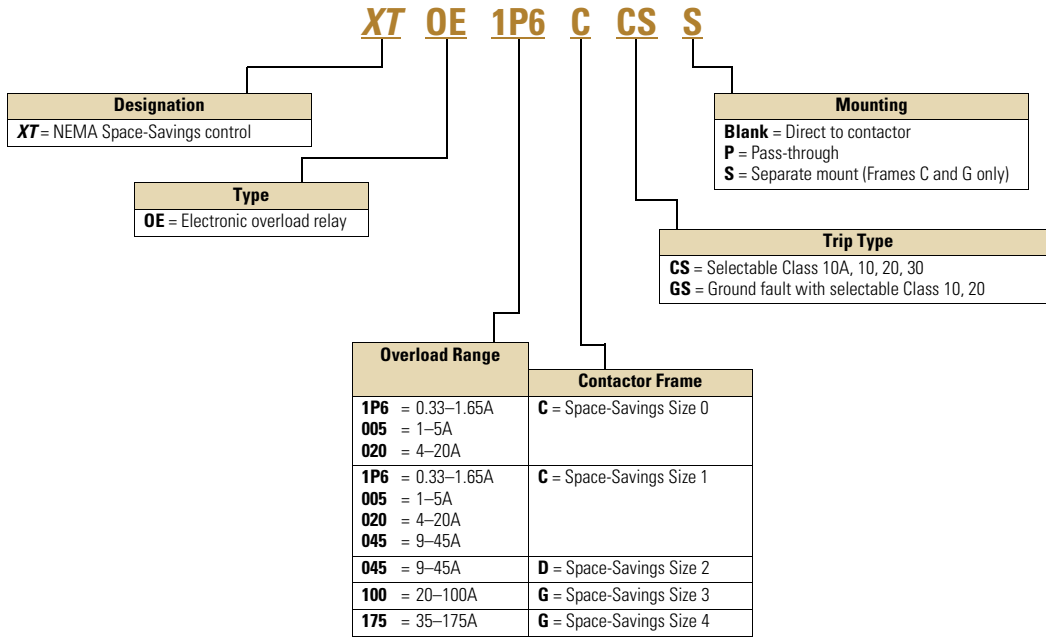 XT OE 1P6 C CS S
Designation
XT = NEMA Space-Savings control
Type
OE = Electronic overload relay
Mounting
Blank = Direct to contactor
P = Pass-through
S = Separate mount (Frames C and G only)
Trip Type
CS = Selectable Class 10A, 10, 20, 30
GS = Ground fault with selectable Class 10, 20
Overload Range
Contactor Frame
1P6 = 0.33–1.65A C = Space-Savings Size 0
005 = 1–5A
020 = 4–20A
1P6 = 0.33–1.65A C = Space-Savings Size 1
005 = 1–5A
020 = 4–20A
045 = 9–45A
045 = 9–45A D = Space-Savings Size 2
100 = 20–100A G = Space-Savings Size 3
175 = 35–175A G = Space-Savings Size 4